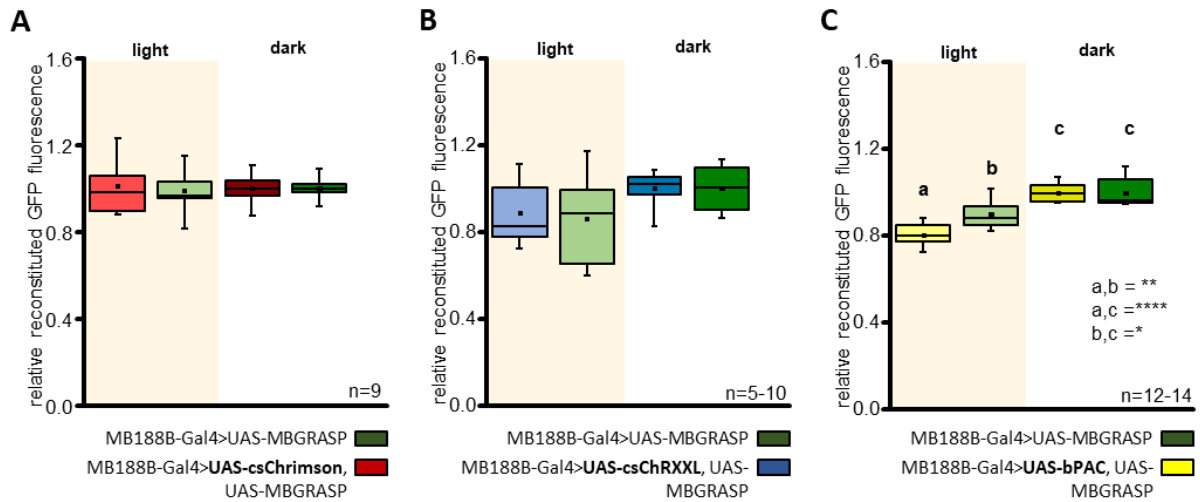 A
light
dark
relative reconstituted GFP fluorescence
1.6
1.2
0.8
0.4
0.0
n=9
MB188B-Gal4>UAS-MBGRASP
MB188B-Gal4>UAS-csChrimson,
UAS-MBGRASP
B
light
dark
relative reconstituted GFP fluorescence
1.6
1.2
0.8
0.4
0.0
n=5-10
MB188B-Gal4>UAS-MBGRASP
MB188B-Gal4>UAS-csChRXXL, UAS-
MBGRASP
C
light
dark
relative reconstituted GFP fluorescence
1.6
1.2
0.8
0.4
0.0
a
b
c
c
a,b = **
a,c =****
b,c =*
n=12-14
MB188B-Gal4>UAS-MBGRASP
MB188B-Gal4>UAS-bPAC, UAS-
MBGRASP